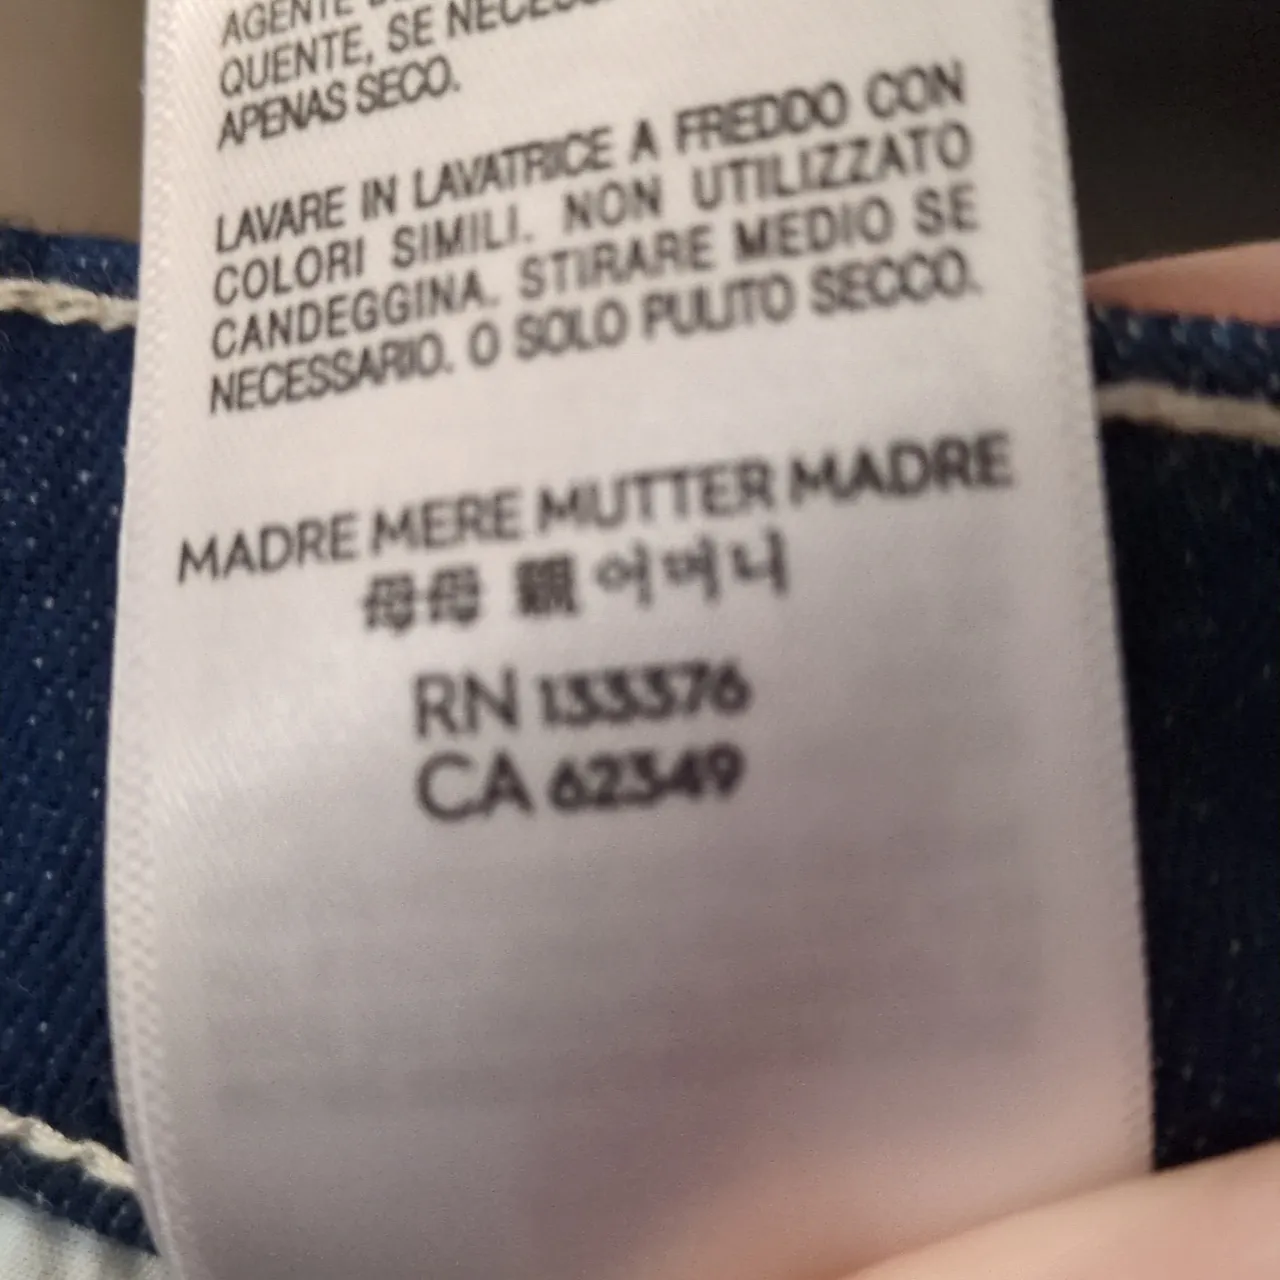 AGENTE
QUENTE, SE
APENAS SECO.
LAVARE IN LAVATRICE A FREDDO CON
COLORI SIMILI. NON UTILIZZATO
CANDEGGINA. STIRARE MEDIO SE
NECESSARIO. O SOLO PULITO SECCO.
MADRE MERE MUTTER MADRE
母母 親 어머니
RN 133376
CA 62349